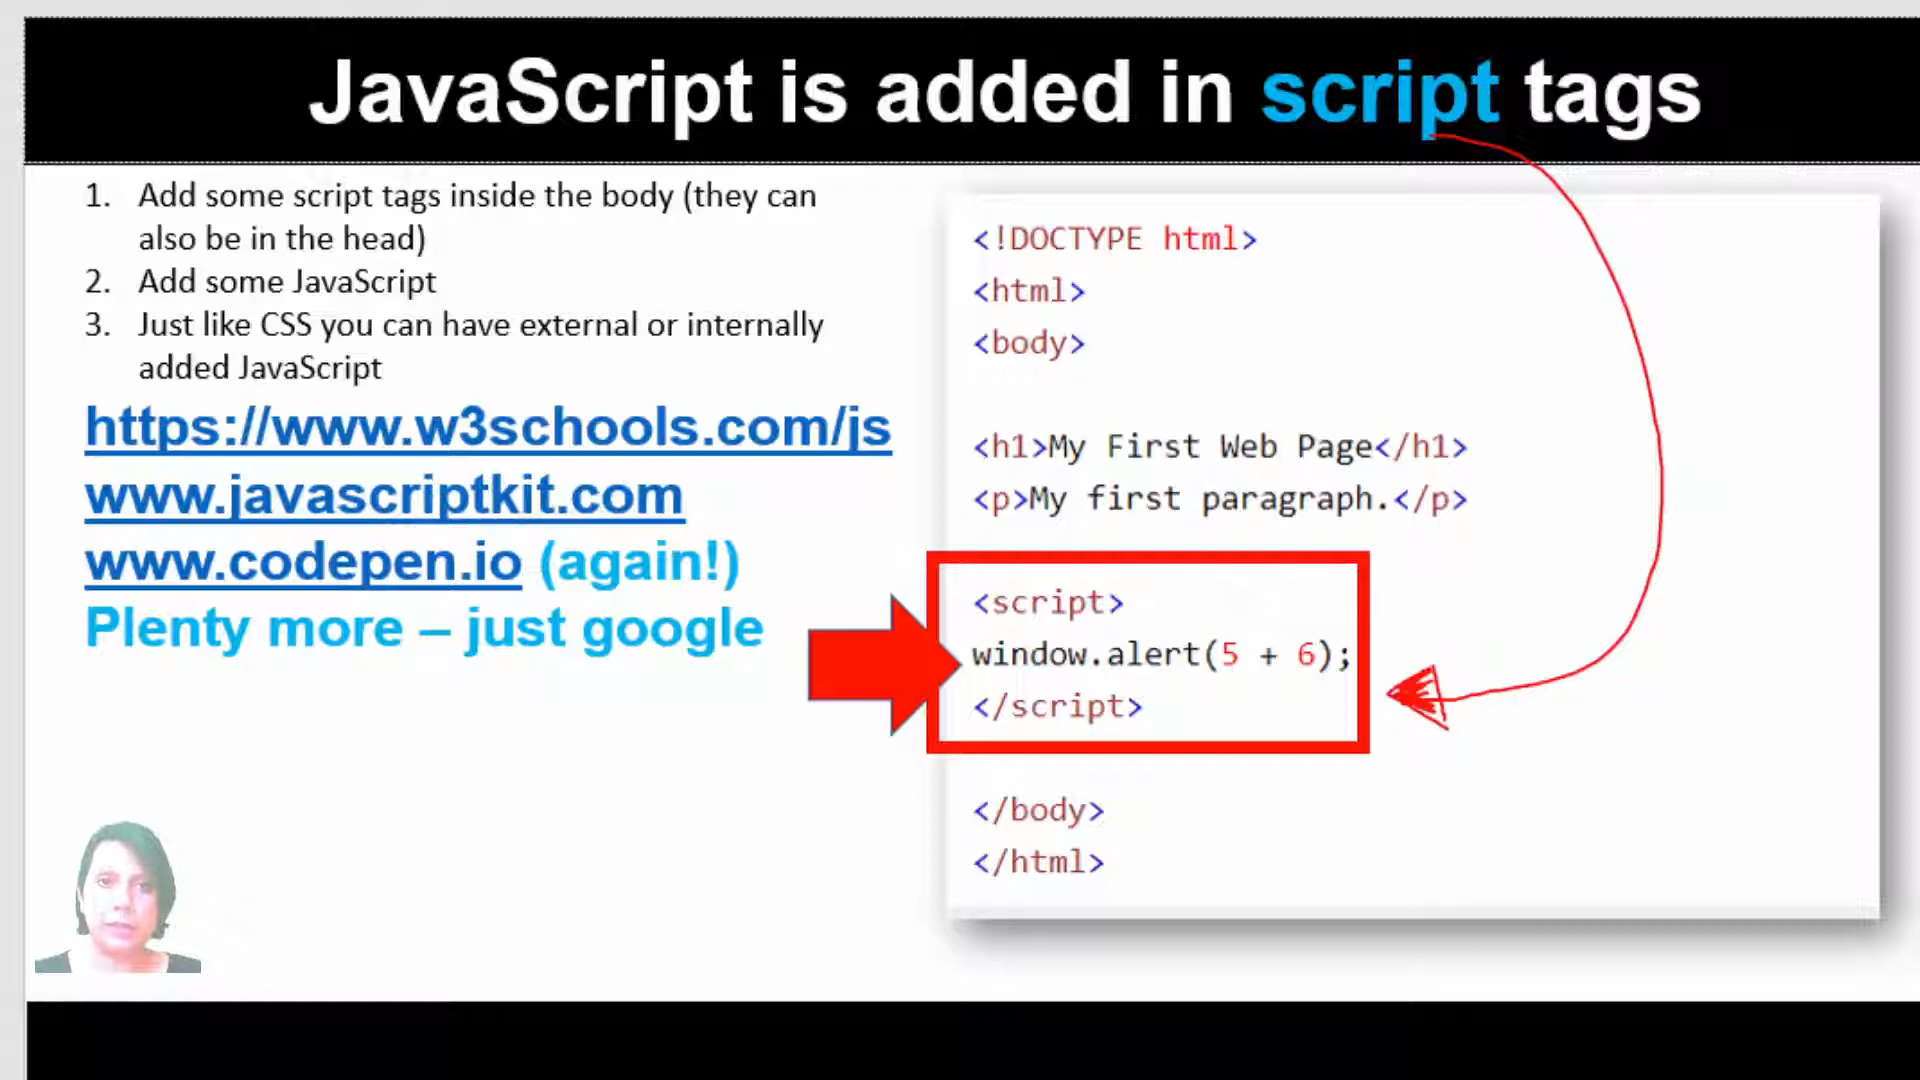 JavaScript is added in script tags
1. Add some script tags inside the body (they can
also be in the head)
2. Add some JavaScript
3. Just like CSS you can have external or internally
added JavaScript
https://www.w3schools.com/js
www.javascriptkit.com
www.codepen.io (again!)
Plenty more – just google
<!DOCTYPE html>
<html>
<body>
<h1>My First Web Page</h1>
<p>My first paragraph.</p>
<script>
window.alert(5 + 6);
</script>
</body>
</html>